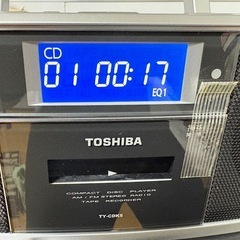 CD
01 00:17
EQ1
TOSHIBA
COMPACT DISC PLAYER
AM / FM STEREO RADIO
TAPE RECORDER
TY-CDK5